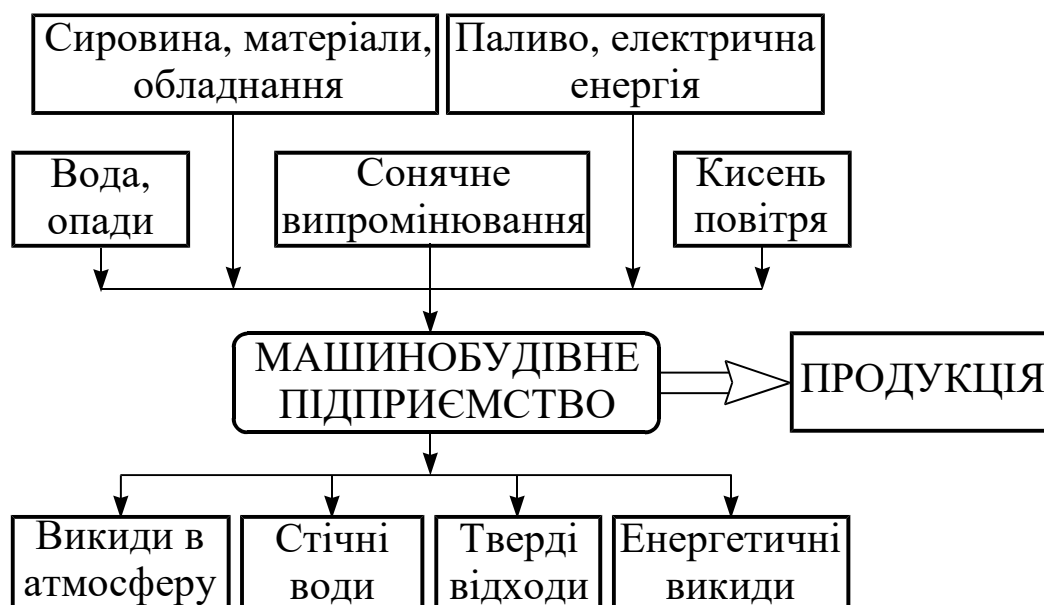 Сировина, матеріали,
обладнання
Паливо, електрична
енергія
Вода,
опади
Сонячне
випромінювання
Кисень
повітря
МАШИНОБУДІВНЕ
ПІДПРИЄМСТВО
ПРОДУКЦІЯ
Викиди в
атмосферу
Стічні
води
Тверді
відходи
Енергетичні
викиди